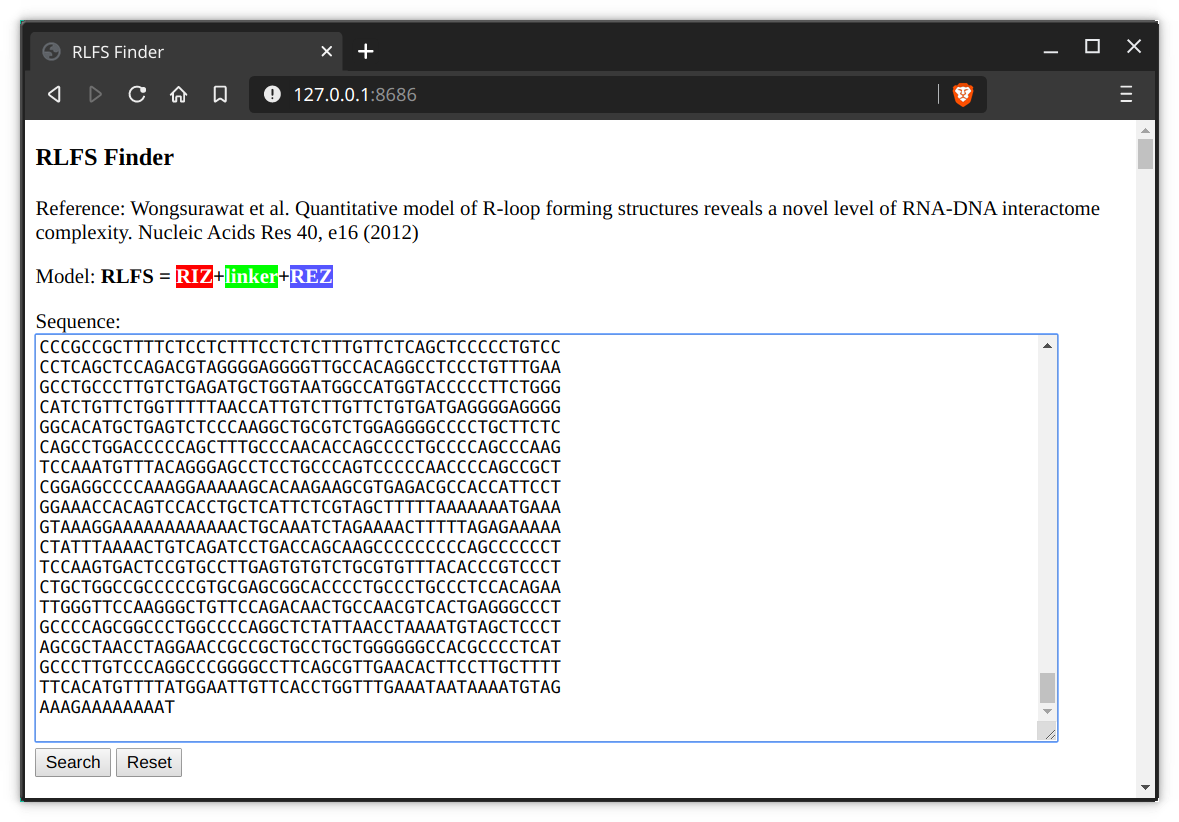 RLFS Finder
127.0.0.1:8686
RLFS Finder
Reference: Wongsurawat et al. Quantitative model of R-loop forming structures reveals a novel level of RNA-DNA interactome
complexity. Nucleic Acids Res 40, e16 (2012)
Model: RLFS = RIZ+linker+REZ
Sequence:
CCCGCCGCTTTTCTCCTCTTTCCTCTCTTTGTTCTCAGCTCCCCCTGTCC
CCTCAGCTCCAGACGTAGGGGAGGGGTTGCCACAGGCCTCCCTGTTTGAA
GCCTGCCCTTGTCTGAGATGCTGGTAATGGCCATGGTACCCCCTTCTGGG
CATCTGTTCTGGTTTTTAACCATTGTCTTGTTCTGTGATGAGGGGAGGGG
GGCACATGCTGAGTCTCCCAAGGCTGCGTCTGGAGGGGCCCCTGCTTCTC
CAGCCTGGACCCCCAGCTTTGCCCAACACCAGCCCCTGCCCCAGCCCAAG
TCCAAATGTTTACAGGGAGCCTCCTGCCCAGTCCCCCAACCCCAGCCGCT
CGGAGGCCCCAAAGGAAAAAGCACAAGAAGCGTGAGACGCCACCATTCCT
GGAAACCACAGTCCACCTGCTCATTCTCGTAGCTTTTTAAAAAAATGAAA
GTAAAGGAAAAAAAAAAAACTGCAAATCTAGAAAACTTTTTAGAGAAAAA
CTATTTAAAACTGTCAGATCCTGACCAGCAAGCCCCCCCCCAGCCCCCCT
TCCAAGTGACTCCGTGCCTTGAGTGTGTCTGCGTGTTTACACCCGTCCCT
CTGCTGGCCGCCCCCGTGCGAGCGGCACCCCTGCCCTGCCCTCCACAGAA
TTGGGTTCCAAGGGCTGTTCCAGACAACTGCCAACGTCACTGAGGGCCCT
GCCCCAGCGGCCCTGGCCCCAGGCTCTATTAACCTAAAATGTAGCTCCCT
AGCGCTAACCTAGGAACCGCCGCTGCCTGCTGGGGGGCCACGCCCCTCAT
GCCCTTGTCCCAGGCCCGGGGCCTTCAGCGTTGAACACTTCCTTGCTTTT
TTCACATGTTTTATGGAATTGTTCACCTGGTTTGAAATAATAAAATGTAG
AAAGAAAAAAAAT
Search Reset